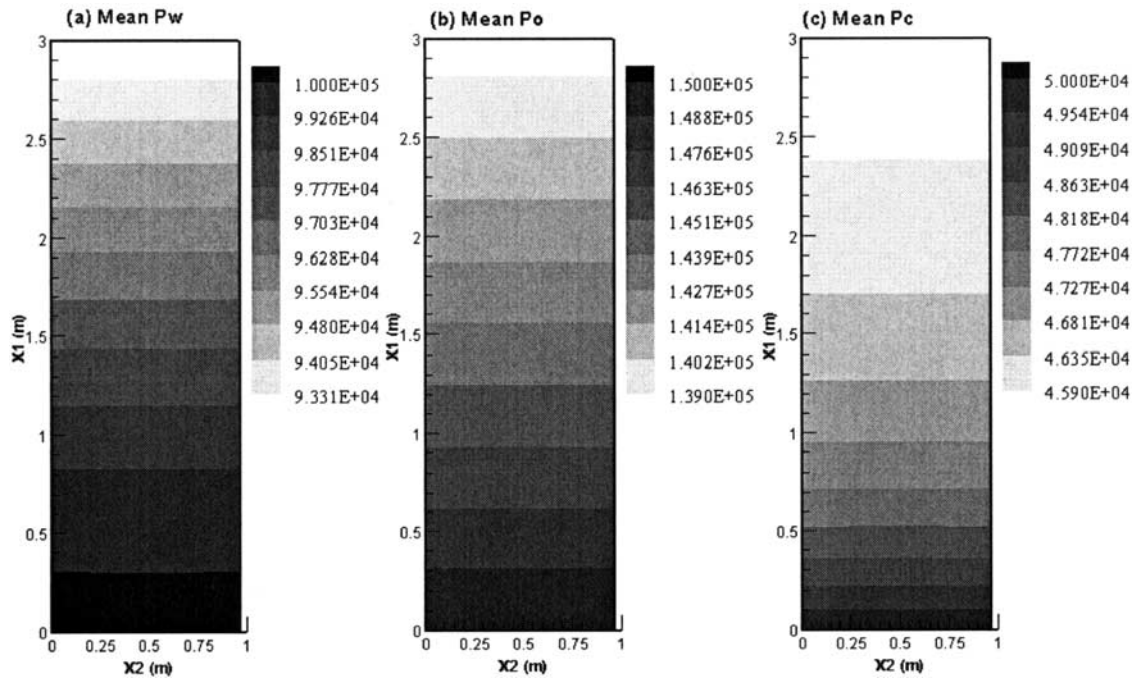 (a) Mean Pw
3
2.5
2
1.5
1
0.5
0
X1 (m)
0 0.25 0.5 0.75 1
X2 (m)
1.000E+05
9.926E+04
9.851E+04
9.777E+04
9.703E+04
9.628E+04
9.554E+04
9.480E+04
9.405E+04
9.331E+04
(b) Mean Po
3
2.5
2
1.5
1
0.5
0
X1 (m)
0 0.25 0.5 0.75 1
X2 (m)
1.500E+05
1.488E+05
1.476E+05
1.463E+05
1.451E+05
1.439E+05
1.427E+05
1.414E+05
1.402E+05
1.390E+05
(c) Mean Pc
3
2.5
2
1.5
1
0.5
0
X1 (m)
0 0.25 0.5 0.75 1
X2 (m)
5.000E+04
4.954E+04
4.909E+04
4.863E+04
4.818E+04
4.772E+04
4.727E+04
4.681E+04
4.635E+04
4.590E+04